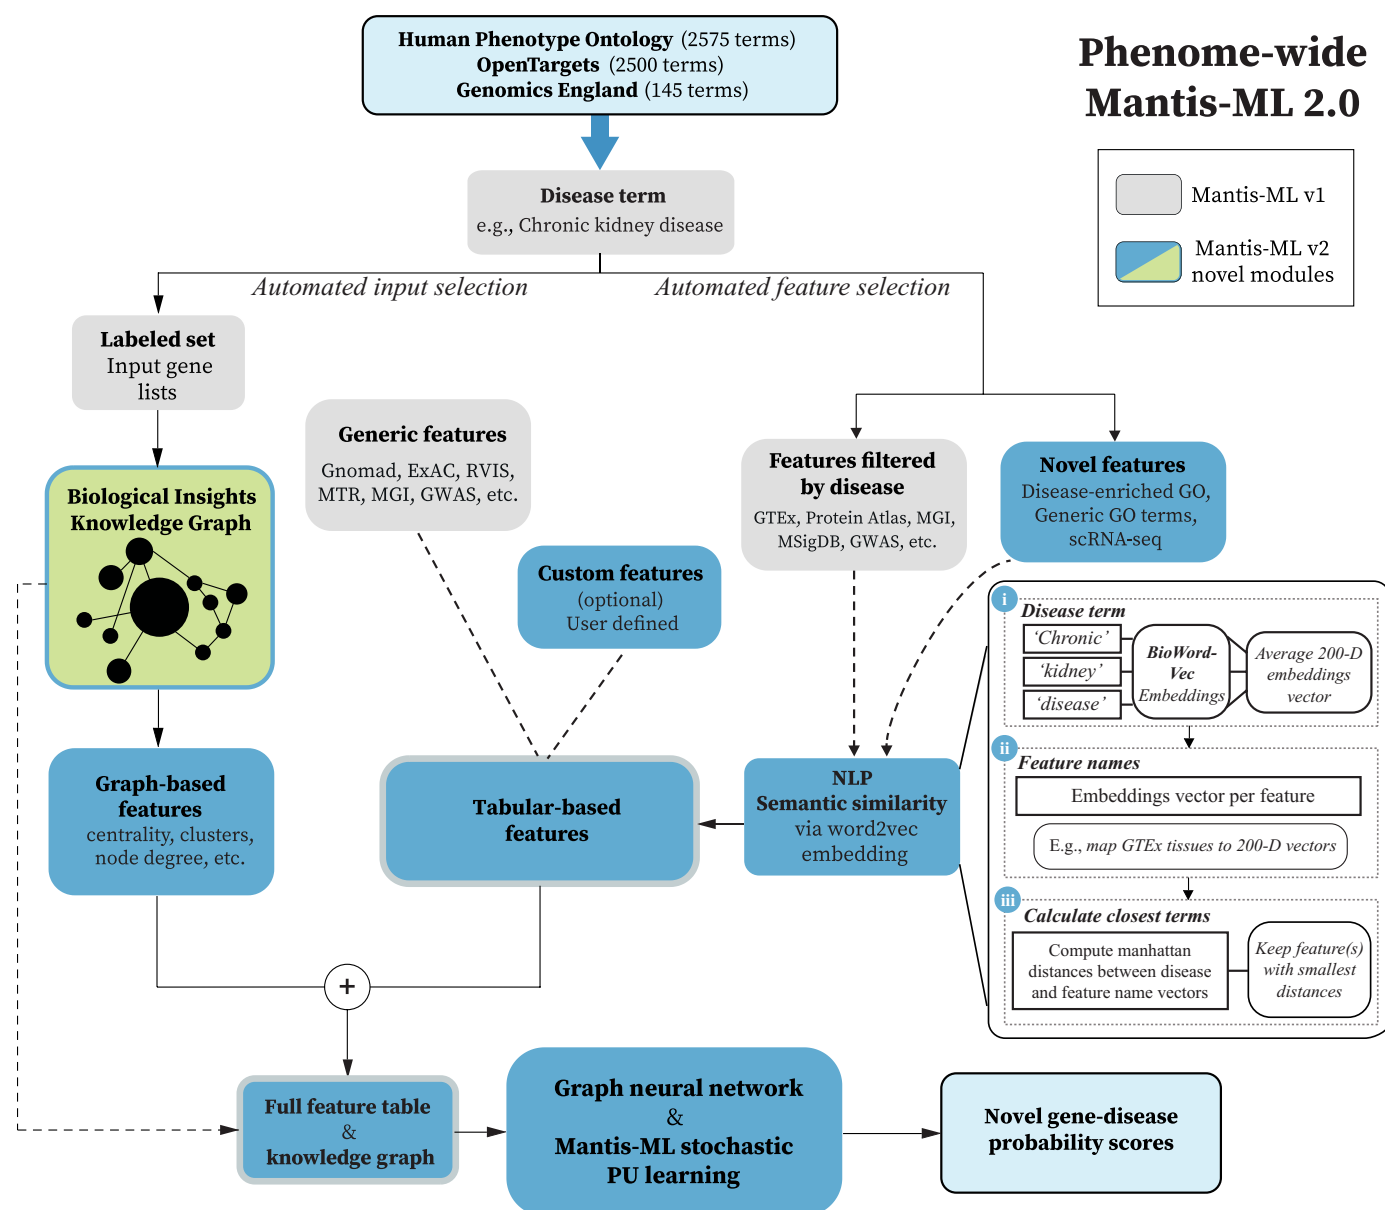 Human Phenotype Ontology (2575 terms)
OpenTargets (2500 terms)
Genomics England (145 terms)
Phenome-wide
Mantis-ML 2.0
Mantis-ML v1
Mantis-ML v2
novel modules
Disease term
e.g., Chronic kidney disease
Automated input selection
Automated feature selection
Labeled set
Input gene
lists
Generic features
Gnomad, ExAC, RVIS,
MTR, MGI, GWAS, etc.
Features filtered
by disease
GTEx, Protein Atlas, MGI,
MSigDB, GWAS, etc.
Novel features
Disease-enriched GO,
Generic GO terms,
scRNA-seq
Biological Insights
Knowledge Graph
Custom features
(optional)
User defined
i
Disease term
‘Chronic’
‘kidney’
‘disease’
BioWord-
Vec
Embeddings
Average 200-D
embeddings
vector
ii
Feature names
Embeddings vector per feature
E.g., map GTEx tissues to 200-D vectors
iii
Calculate closest terms
Compute manhattan
distances between disease
and feature name vectors
Keep feature(s)
with smallest
distances
Graph-based
features
centrality, clusters,
node degree, etc.
Tabular-based
features
NLP
Semantic similarity
via word2vec
embedding
+
Full feature table
&
knowledge graph
Graph neural network
&
Mantis-ML stochastic
PU learning
Novel gene-disease
probability scores